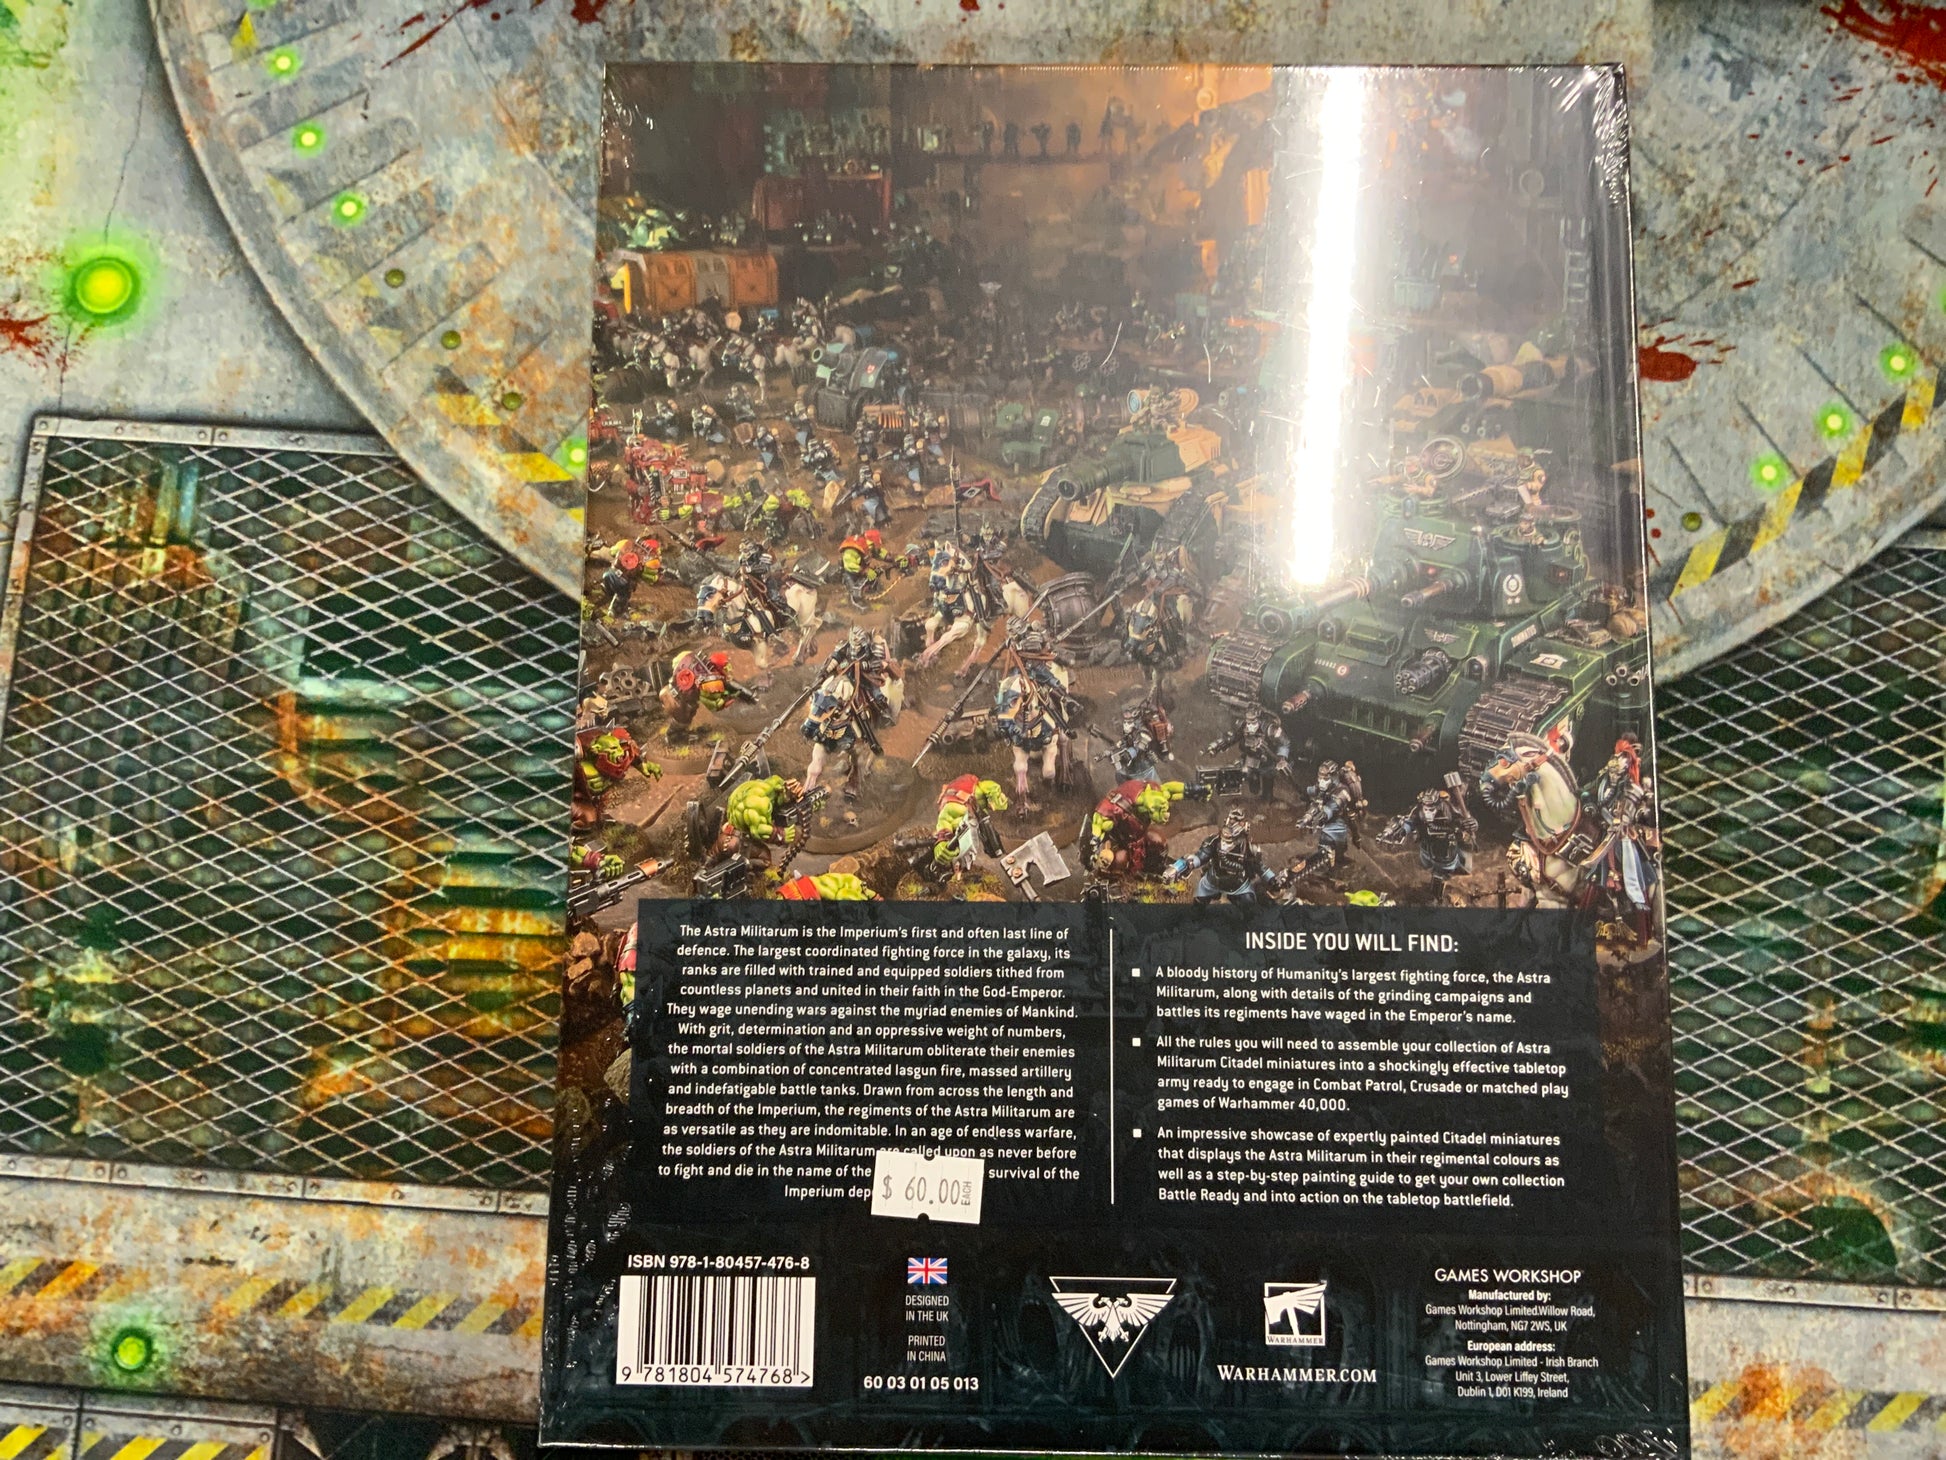 The Astra Militarum is the Imperium's first and often last line of
defence. The largest coordinated fighting force in the galaxy, its
ranks are filled with trained and equipped soldiers tithed from
countless planets and united in their faith in the God-Emperor.
They wage unending wars against the myriad enemies of Mankind.
With grit, determination and an oppressive weight of numbers,
the mortal soldiers of the Astra Militarum obliterate their enemies
with a combination of concentrated lasgun fire, massed artillery
and indefatigable battle tanks. Drawn from across the length and
breadth of the Imperium, the regiments of the Astra Militarum are
as versatile as they are indomitable. In an age of endless warfare,
the soldiers of the Astra Militarum are called upon as never before
to fight and die in the name of the survival of the
Imperium
$ 60.00 EACH
INSIDE YOU WILL FIND:
■ A bloody history of Humanity's largest fighting force, the Astra
Militarum, along with details of the grinding campaigns and
battles its regiments have waged in the Emperor's name.
■ All the rules you will need to assemble your collection of Astra
Militarum Citadel miniatures into a shockingly effective tabletop
army ready to engage in Combat Patrol, Crusade or matched play
games of Warhammer 40,000.
■ An impressive showcase of expertly painted Citadel miniatures
that displays the Astra Militarum in their regimental colours as
well as a step-by-step painting guide to get your own collection
Battle Ready and into action on the tabletop battlefield.
ISBN 978-1-80457-476-8
9 781804 574768 >
DESIGNED
IN THE UK
PRINTED
IN CHINA
60 03 01 05 013
WARHAMMER
WARHAMMER.COM
GAMES WORKSHOP
Manufactured by:
Games Workshop Limited.Willow Road,
Nottingham, NG7 2WS, UK
European address:
Games Workshop Limited - Irish Branch
Unit 3, Lower Liffey Street,
Dublin 1, D01 K199, Ireland